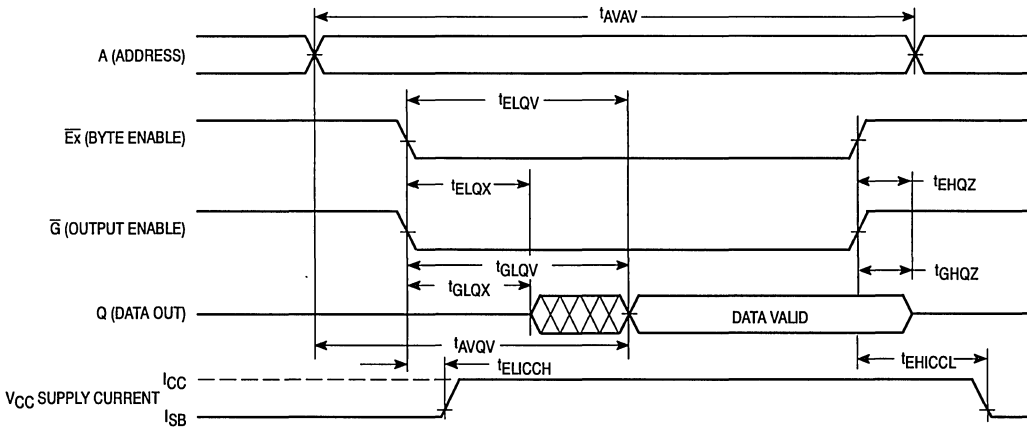 tAVAV
A (ADDRESS)
tELQV
E̅x̅ (BYTE ENABLE)
tELQX
tEHQZ
G̅ (OUTPUT ENABLE)
tGLQV
tGHQZ
tGLQX
Q (DATA OUT)
DATA VALID
tAVQV
tELICCH
tEHICCL
ICC
VCC SUPPLY CURRENT
ISB